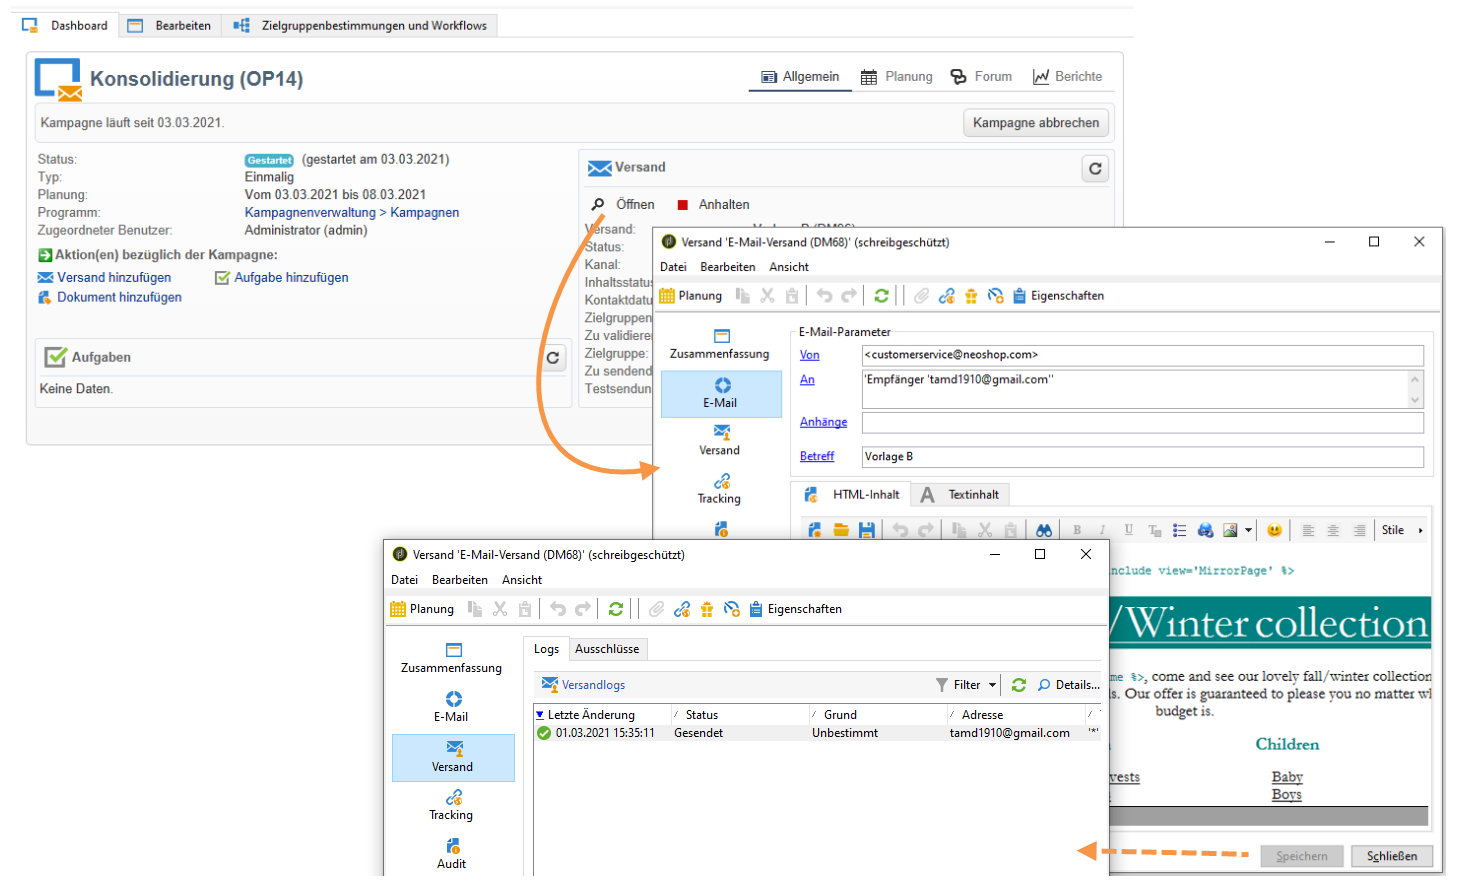 Dashboard Bearbeiten Zielgruppenbestimmungen und Workflows
Konsolidierung (OP14)
Allgemein Planung Forum Berichte
Kampagne läuft seit 03.03.2021.
Kampagne abbrechen
Status: Gestartet (gestartet am 03.03.2021)
Typ: Einmalig
Planung: Vom 03.03.2021 bis 08.03.2021
Programm: Kampagnenverwaltung > Kampagnen
Zugeordneter Benutzer: Administrator (admin)
Aktion(en) bezüglich der Kampagne:
Versand hinzufügen Aufgabe hinzufügen
Dokument hinzufügen
Aufgaben
Keine Daten.
Versand
Öffnen Anhalten
Versand:
Status:
Kanal:
Inhaltsstatus
Kontaktdatu
Zielgruppen
Zu validiere
Zielgruppe:
Zu sendend
Testsendun
Versand 'E-Mail-Versand (DM68)' (schreibgeschützt)
Datei Bearbeiten Ansicht
Planung Eigenschaften
Zusammenfassung
E-Mail
Versand
Tracking
E-Mail-Parameter
Von <customerservice@neoshop.com>
An 'Empfänger 'tamd1910@gmail.com''
Anhänge
Betreff Vorlage B
HTML-Inhalt Textinhalt
B I U Stile
nclude view='MirrorPage' %>
/Winter collection
me %>, come and see our lovely fall/winter collection
ls. Our offer is guaranteed to please you no matter wh
budget is.
Children
vests Baby
Boys
Speichern Schließen
Versand 'E-Mail-Versand (DM68)' (schreibgeschützt)
Datei Bearbeiten Ansicht
Planung Eigenschaften
Zusammenfassung
E-Mail
Versand
Tracking
Audit
Logs Ausschlüsse
Versandlogs Filter Details...
Letzte Änderung Status Grund Adresse
01.03.2021 15:35:11 Gesendet Unbestimmt tamd1910@gmail.com '*'